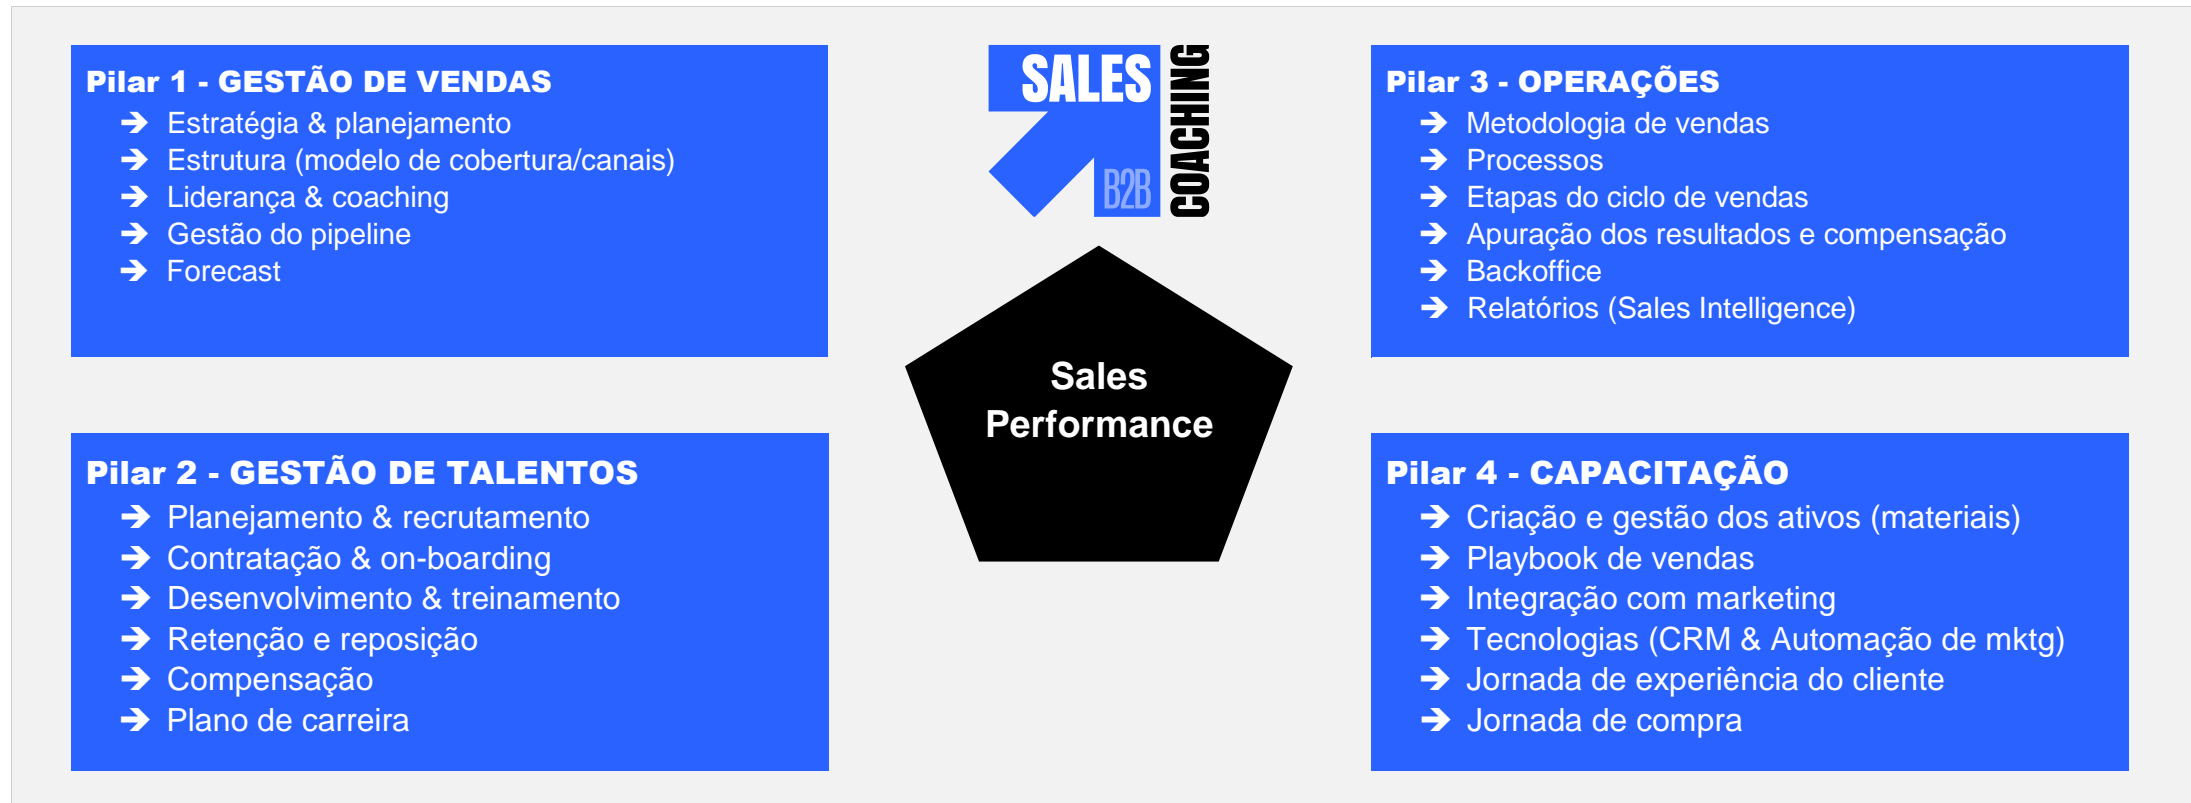 Pilar 1 - GESTÃO DE VENDAS
➔ Estratégia & planejamento
➔ Estrutura (modelo de cobertura/canais)
➔ Liderança & coaching
➔ Gestão do pipeline
➔ Forecast
Pilar 2 - GESTÃO DE TALENTOS
➔ Planejamento & recrutamento
➔ Contratação & on-boarding
➔ Desenvolvimento & treinamento
➔ Retenção e reposição
➔ Compensação
➔ Plano de carreira
SALES
B2B
COACHING
Sales
Performance
Pilar 3 - OPERAÇÕES
➔ Metodologia de vendas
➔ Processos
➔ Etapas do ciclo de vendas
➔ Apuração dos resultados e compensação
➔ Backoffice
➔ Relatórios (Sales Intelligence)
Pilar 4 - CAPACITAÇÃO
➔ Criação e gestão dos ativos (materiais)
➔ Playbook de vendas
➔ Integração com marketing
➔ Tecnologias (CRM & Automação de mktg)
➔ Jornada de experiência do cliente
➔ Jornada de compra